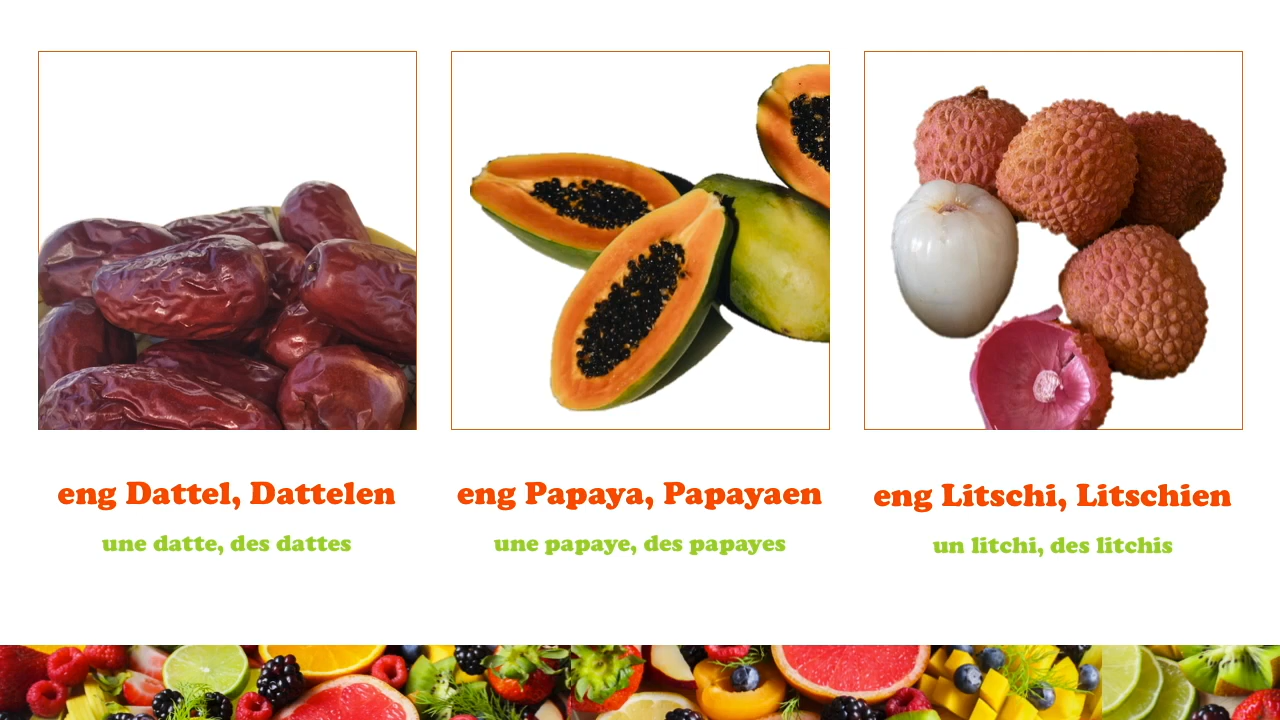 eng Dattel, Dattelen
une datte, des dattes
eng Papaya, Papayaen
une papaye, des papayes
eng Litschi, Litschien
un litchi, des litchis